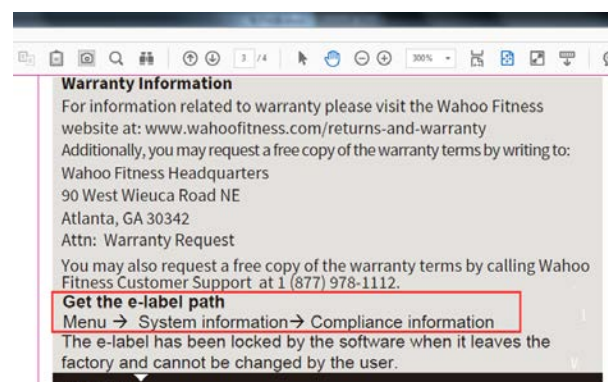 3 / 4
300%
Warranty Information
For information related to warranty please visit the Wahoo Fitness
website at: www.wahoofitness.com/returns-and-warranty
Additionally, you may request a free copy of the warranty terms by writing to:
Wahoo Fitness Headquarters
90 West Wieuca Road NE
Atlanta, GA 30342
Attn: Warranty Request
You may also request a free copy of the warranty terms by calling Wahoo
Fitness Customer Support at 1 (877) 978-1112.
Get the e-label path
Menu → System information→ Compliance information
The e-label has been locked by the software when it leaves the
factory and cannot be changed by the user.